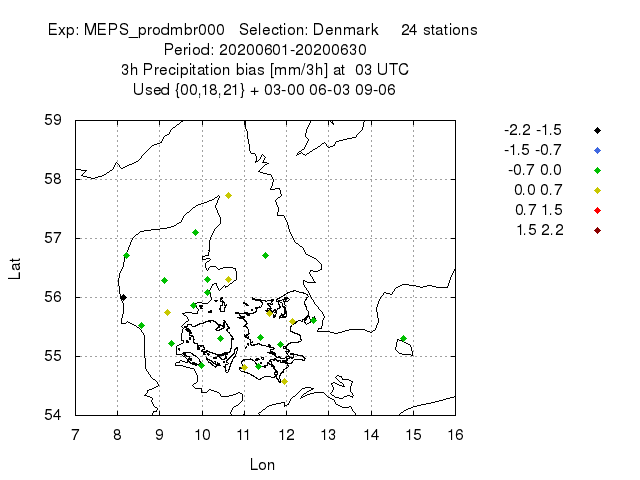 Exp: MEPS_prodmbr000 Selection: Denmark 24 stations
Period: 20200601-20200630
3h Precipitation bias [mm/3h] at 03 UTC
Used {00,18,21} + 03-00 06-03 09-06
59
58
57
56
55
54
Lat
7 8 9 10 11 12 13 14 15 16
Lon
-2.2 -1.5
-1.5 -0.7
-0.7 0.0
0.0 0.7
0.7 1.5
1.5 2.2